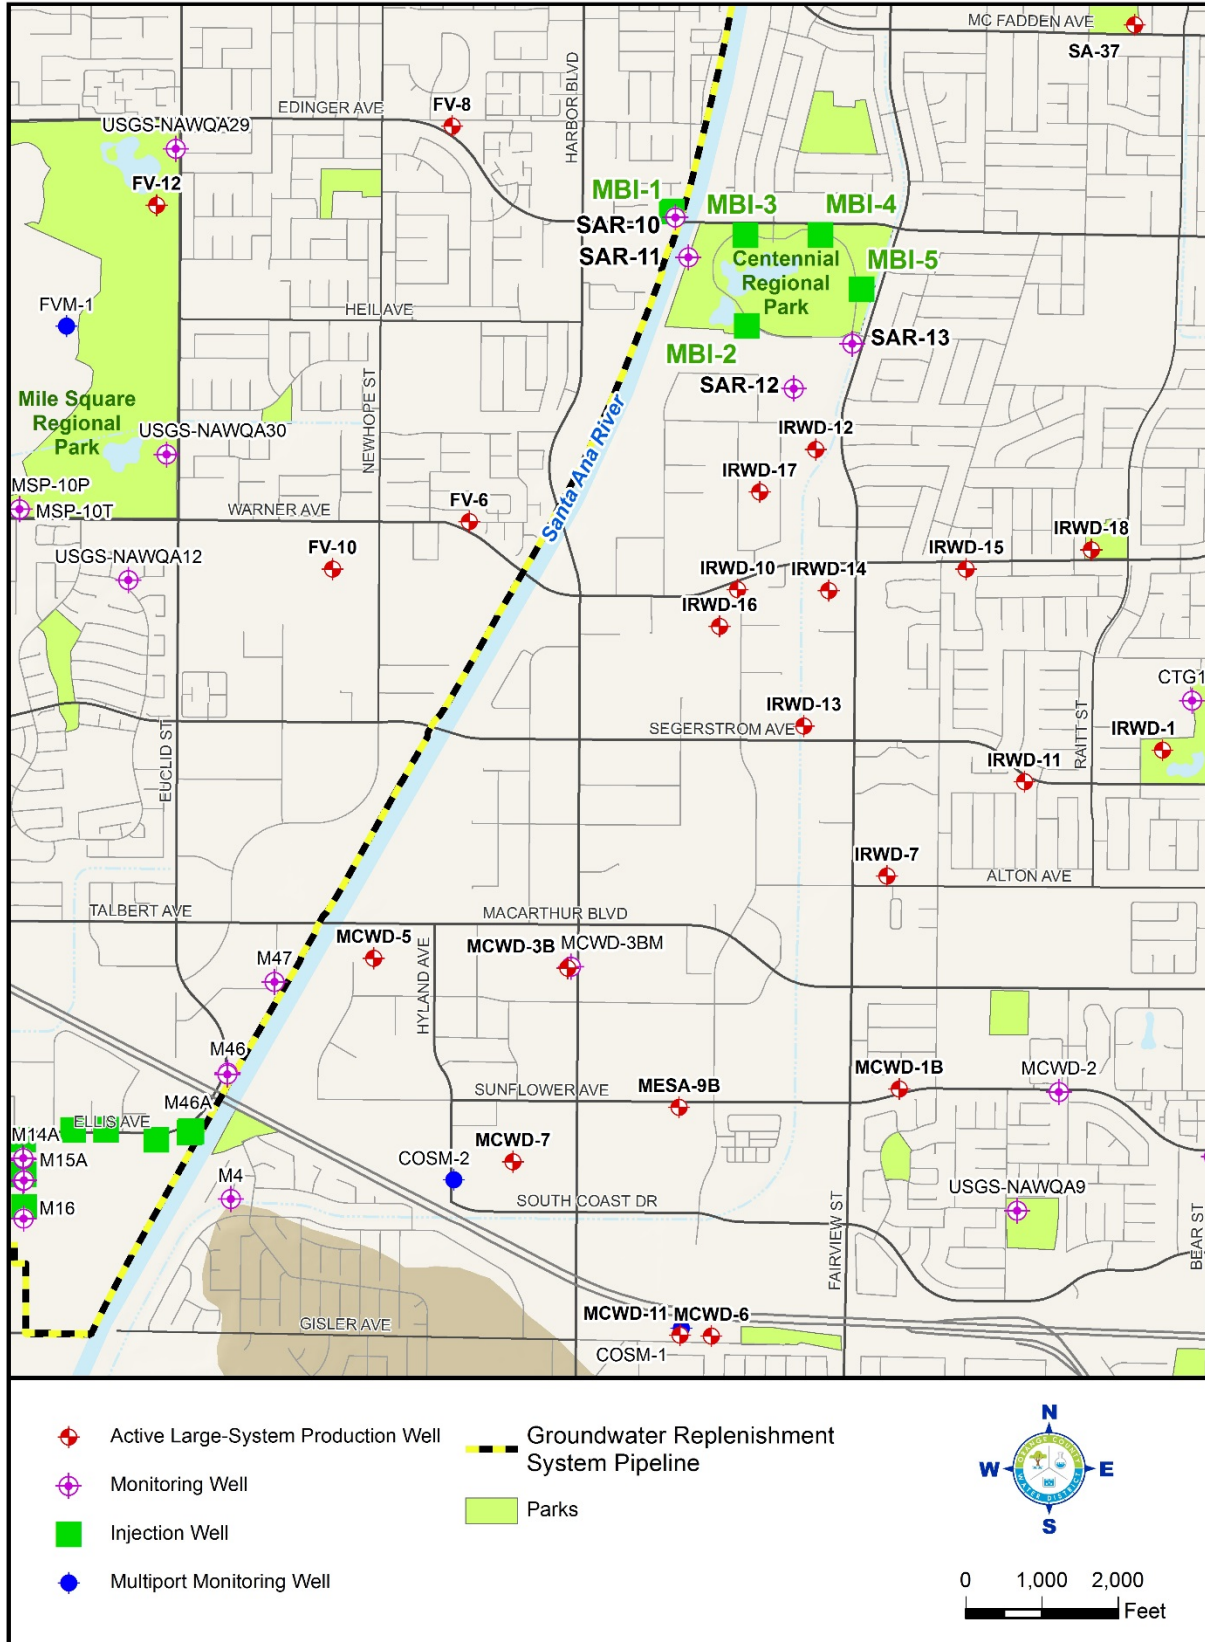 MC FADDEN AVE
SA-37
HARBOR BLVD
EDINGER AVE
FV-8
USGS-NAWQA29
FV-12
MBI-1
MBI-3
MBI-4
SAR-10
SAR-11
Centennial
Regional
Park
MBI-5
FVM-1
HEIL AVE
MBI-2
SAR-13
SAR-12
Mile Square
Regional
Park
NEWHOPE ST
Santa Ana River
USGS-NAWQA30
IRWD-12
IRWD-17
MSP-10P
MSP-10T
WARNER AVE
FV-6
USGS-NAWQA12
FV-10
IRWD-18
IRWD-15
IRWD-10
IRWD-14
IRWD-16
CTG1
IRWD-13
SEGERSTROM AVE
EUCLID ST
RAITT ST
IRWD-1
IRWD-11
IRWD-7
ALTON AVE
TALBERT AVE
MACARTHUR BLVD
MCWD-5
MCWD-3B
MCWD-3BM
M47
HYLAND AVE
M46
SUNFLOWER AVE
MESA-9B
MCWD-1B
MCWD-2
M46A
ELLIS AVE
M14A
M15A
M16
MCWD-7
COSM-2
M4
SOUTH COAST DR
USGS-NAWQA9
FAIRVIEW ST
BEAR ST
GISLER AVE
MCWD-11
MCWD-6
COSM-1
Active Large-System Production Well
Monitoring Well
Injection Well
Multiport Monitoring Well
Groundwater Replenishment
System Pipeline
Parks
N
W
E
S
ORANGE COUNTY
WATER DISTRICT
0
1,000
2,000
Feet